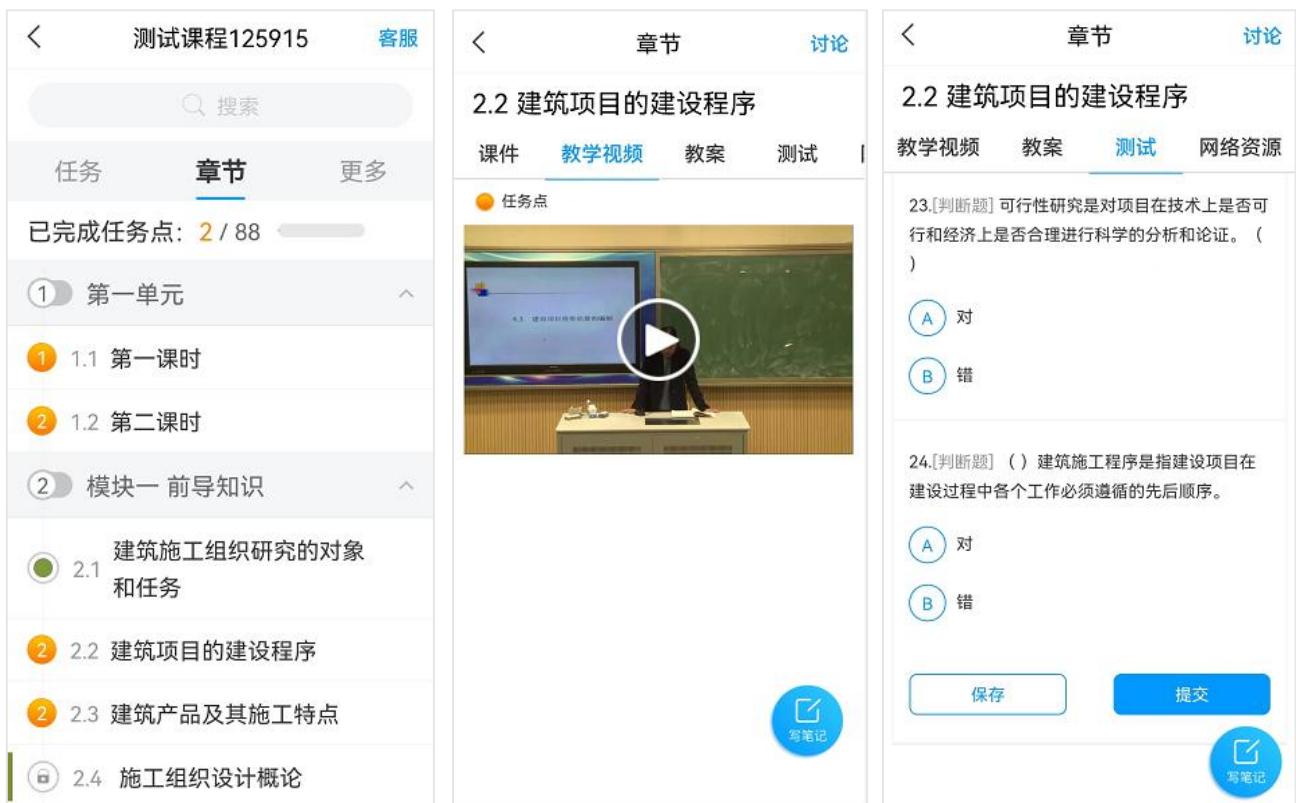 测试课程125915
客服
搜索
任务
章节
更多
已完成任务点: 2 / 88
1 第一单元
1 1.1 第一课时
2 1.2 第二课时
2 模块一 前导知识
2.1 建筑施工组织研究的对象
和任务
2 2.2 建筑项目的建设程序
2 2.3 建筑产品及其施工特点
2.4 施工组织设计概论
章节
讨论
2.2 建筑项目的建设程序
课件
教学视频
教案
测试
任务点
写笔记
章节
讨论
2.2 建筑项目的建设程序
教学视频
教案
测试
网络资源
23.[判断题] 可行性研究是对项目在技术上是否可
行和经济上是否合理进行科学的分析和论证。（
）
A 对
B 错
24.[判断题] （ ）建筑施工程序是指建设项目在
建设过程中各个工作必须遵循的先后顺序。
A 对
B 错
保存
提交
写笔记